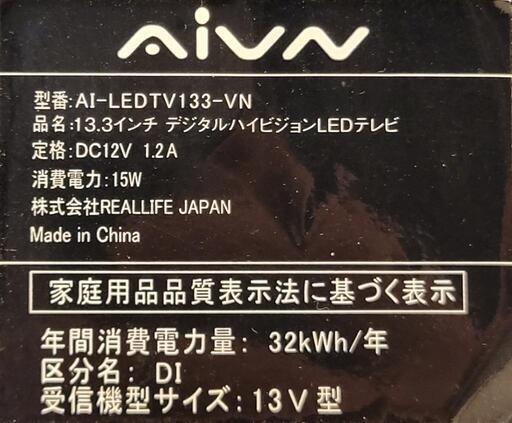 AiVN
型番:AI-LEDTV133-VN
品名:13.3インチ デジタルハイビジョンLEDテレビ
定格:DC12V 1.2A
消費電力:15W
株式会社REALLIFE JAPAN
Made in China
家庭用品品質表示法に基づく表示
年間消費電力量: 32kWh/年
区分名: DI
受信機型サイズ: 13V型